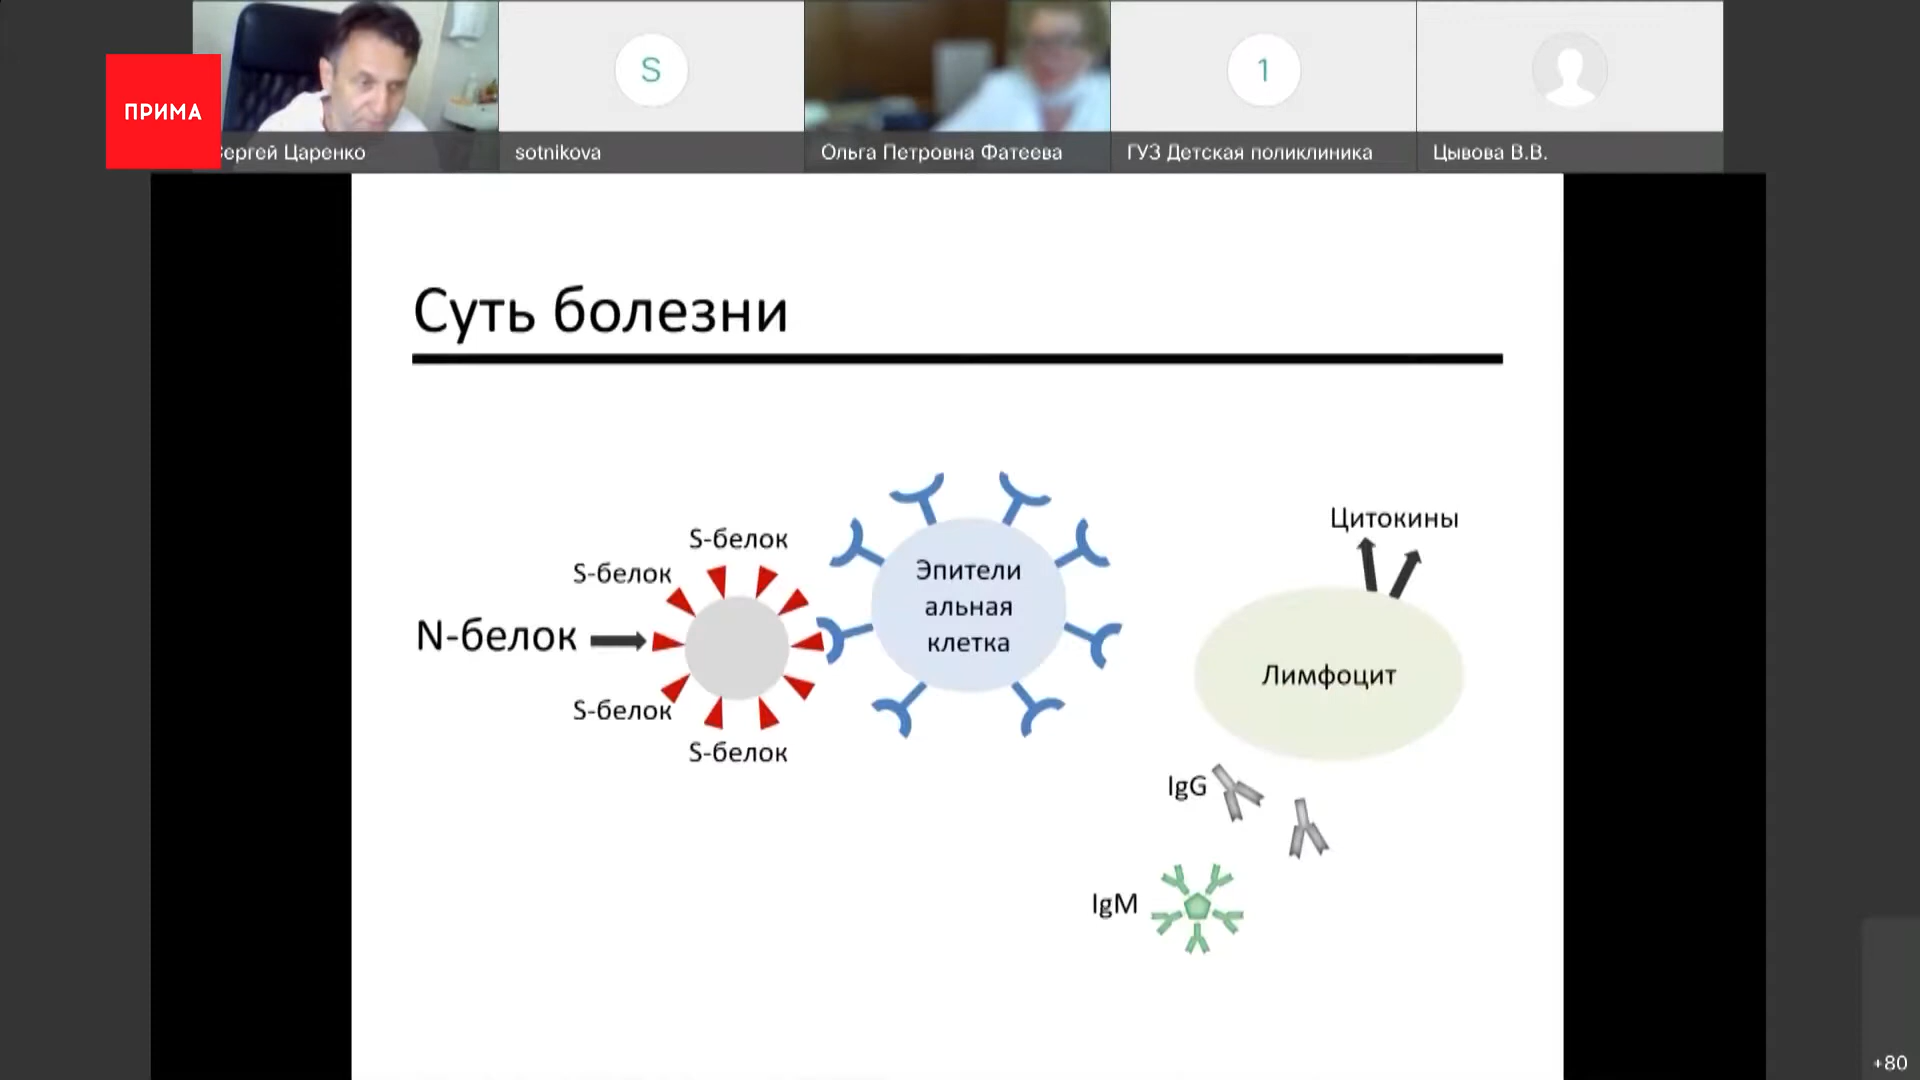 ПРИМА
Сергей Царенко
S
sotnikova
Ольга Петровна Фатеева
1
ГУЗ Детская поликлиника
Цывова В.В.
Суть болезни
S-белок
S-белок
N-белок
S-белок
S-белок
Эпители
альная
клетка
Цитокины
Лимфоцит
IgG
IgM
+80